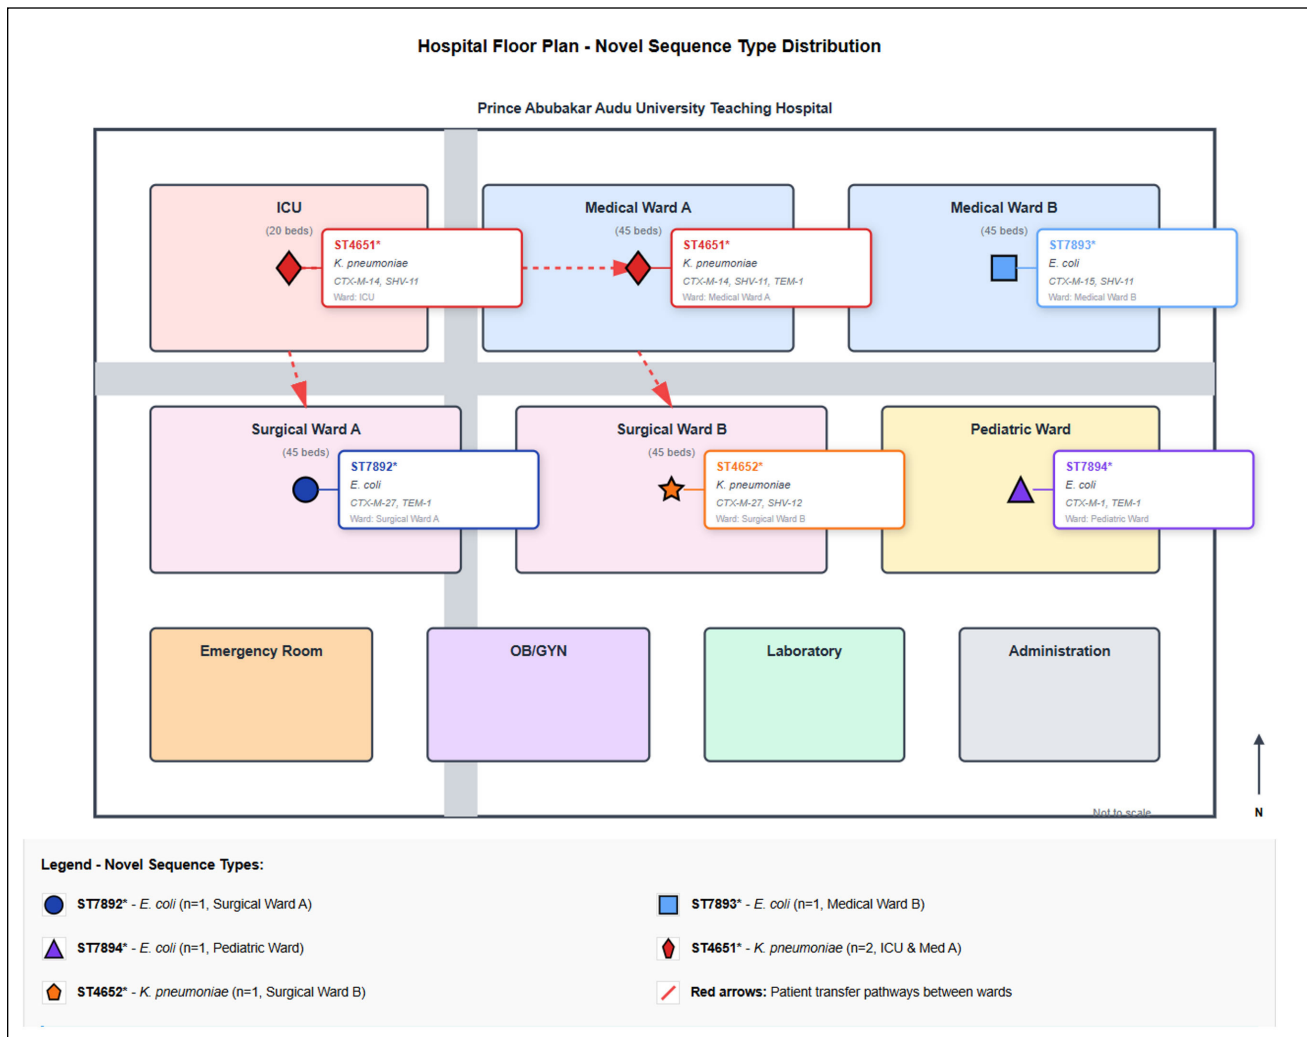 Hospital Floor Plan - Novel Sequence Type Distribution
Prince Abubakar Audu University Teaching Hospital
ICU
(20 beds)
ST4651*
K. pneumoniae
CTX-M-14, SHV-11
Ward: ICU
Medical Ward A
(45 beds)
ST4651*
K. pneumoniae
CTX-M-14, SHV-11, TEM-1
Ward: Medical Ward A
Medical Ward B
(45 beds)
ST7893*
E. coli
CTX-M-15, SHV-11
Ward: Medical Ward B
Surgical Ward A
(45 beds)
ST7892*
E. coli
CTX-M-27, TEM-1
Ward: Surgical Ward A
Surgical Ward B
(45 beds)
ST4652*
K. pneumoniae
CTX-M-27, SHV-12
Ward: Surgical Ward B
Pediatric Ward
ST7894*
E. coli
CTX-M-1, TEM-1
Ward: Pediatric Ward
Emergency Room
OB/GYN
Laboratory
Administration
Not to scale
N
Legend - Novel Sequence Types:
ST7892* - E. coli (n=1, Surgical Ward A)
ST7893* - E. coli (n=1, Medical Ward B)
ST7894* - E. coli (n=1, Pediatric Ward)
ST4651* - K. pneumoniae (n=2, ICU & Med A)
ST4652* - K. pneumoniae (n=1, Surgical Ward B)
Red arrows: Patient transfer pathways between wards